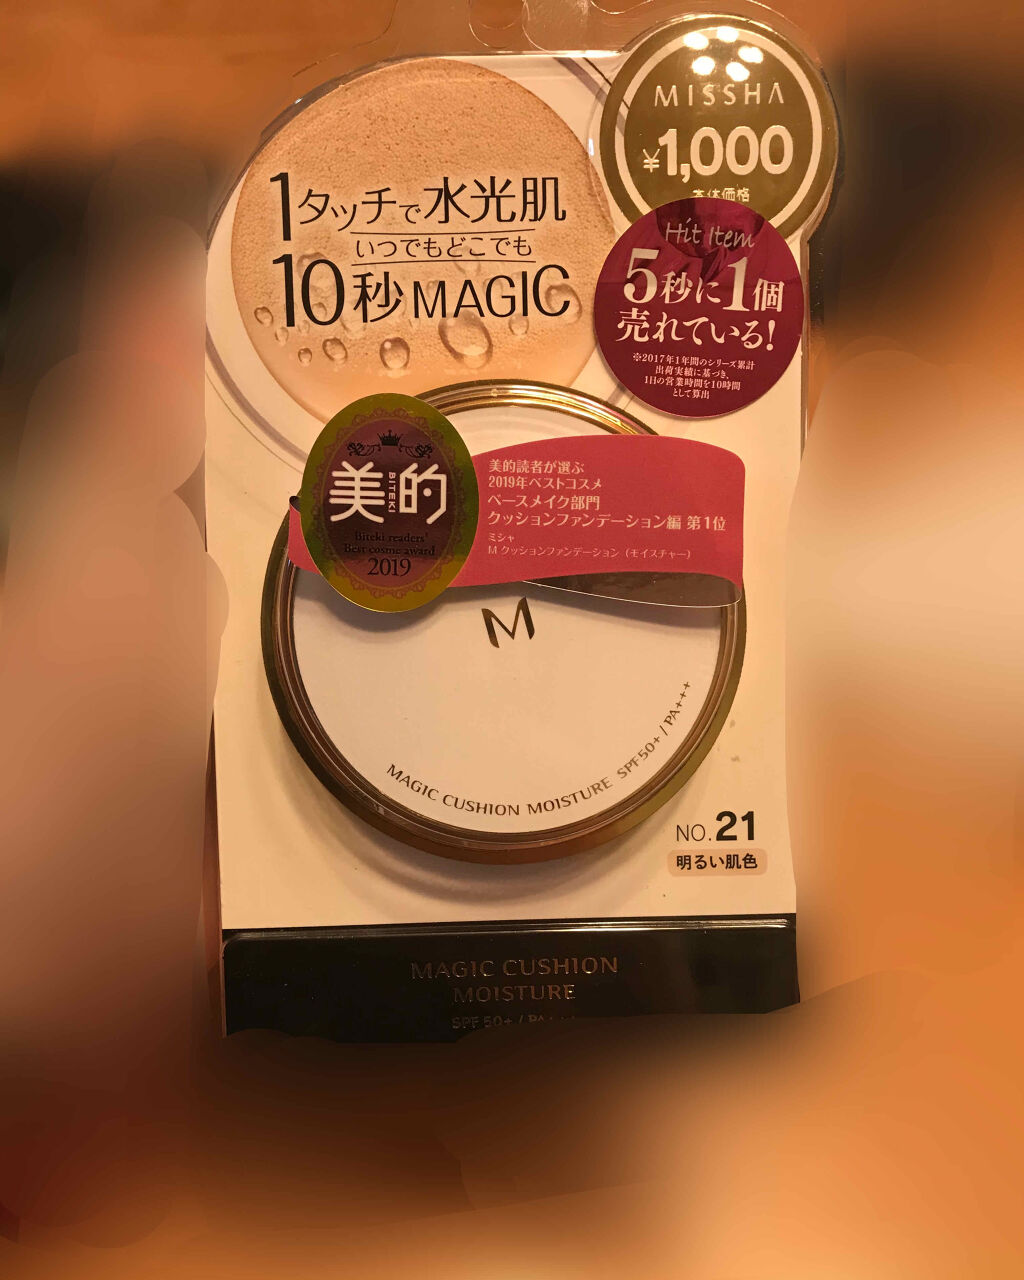 MISSHA
¥1,000
本体価格
1タッチで水光肌
いつでもどこでも
10秒MAGIC
Hit Item
5秒に1個
売れている!
※2017年1年間のシリーズ累計
出荷実績に基づき、
1日の営業時間を10時間
として算出
美的
BITEKI
Biteki readers'
Best cosme award
2019
美的読者が選ぶ
2019年ベストコスメ
ベースメイク部門
クッションファンデーション編 第1位
ミシャ
M クッションファンデーション(モイスチャー)
M
MAGIC CUSHION MOISTURE SPF50+ / PA+++
NO.21
明るい肌色
MAGIC CUSHION
MOISTURE
SPF 50+ / PA+++